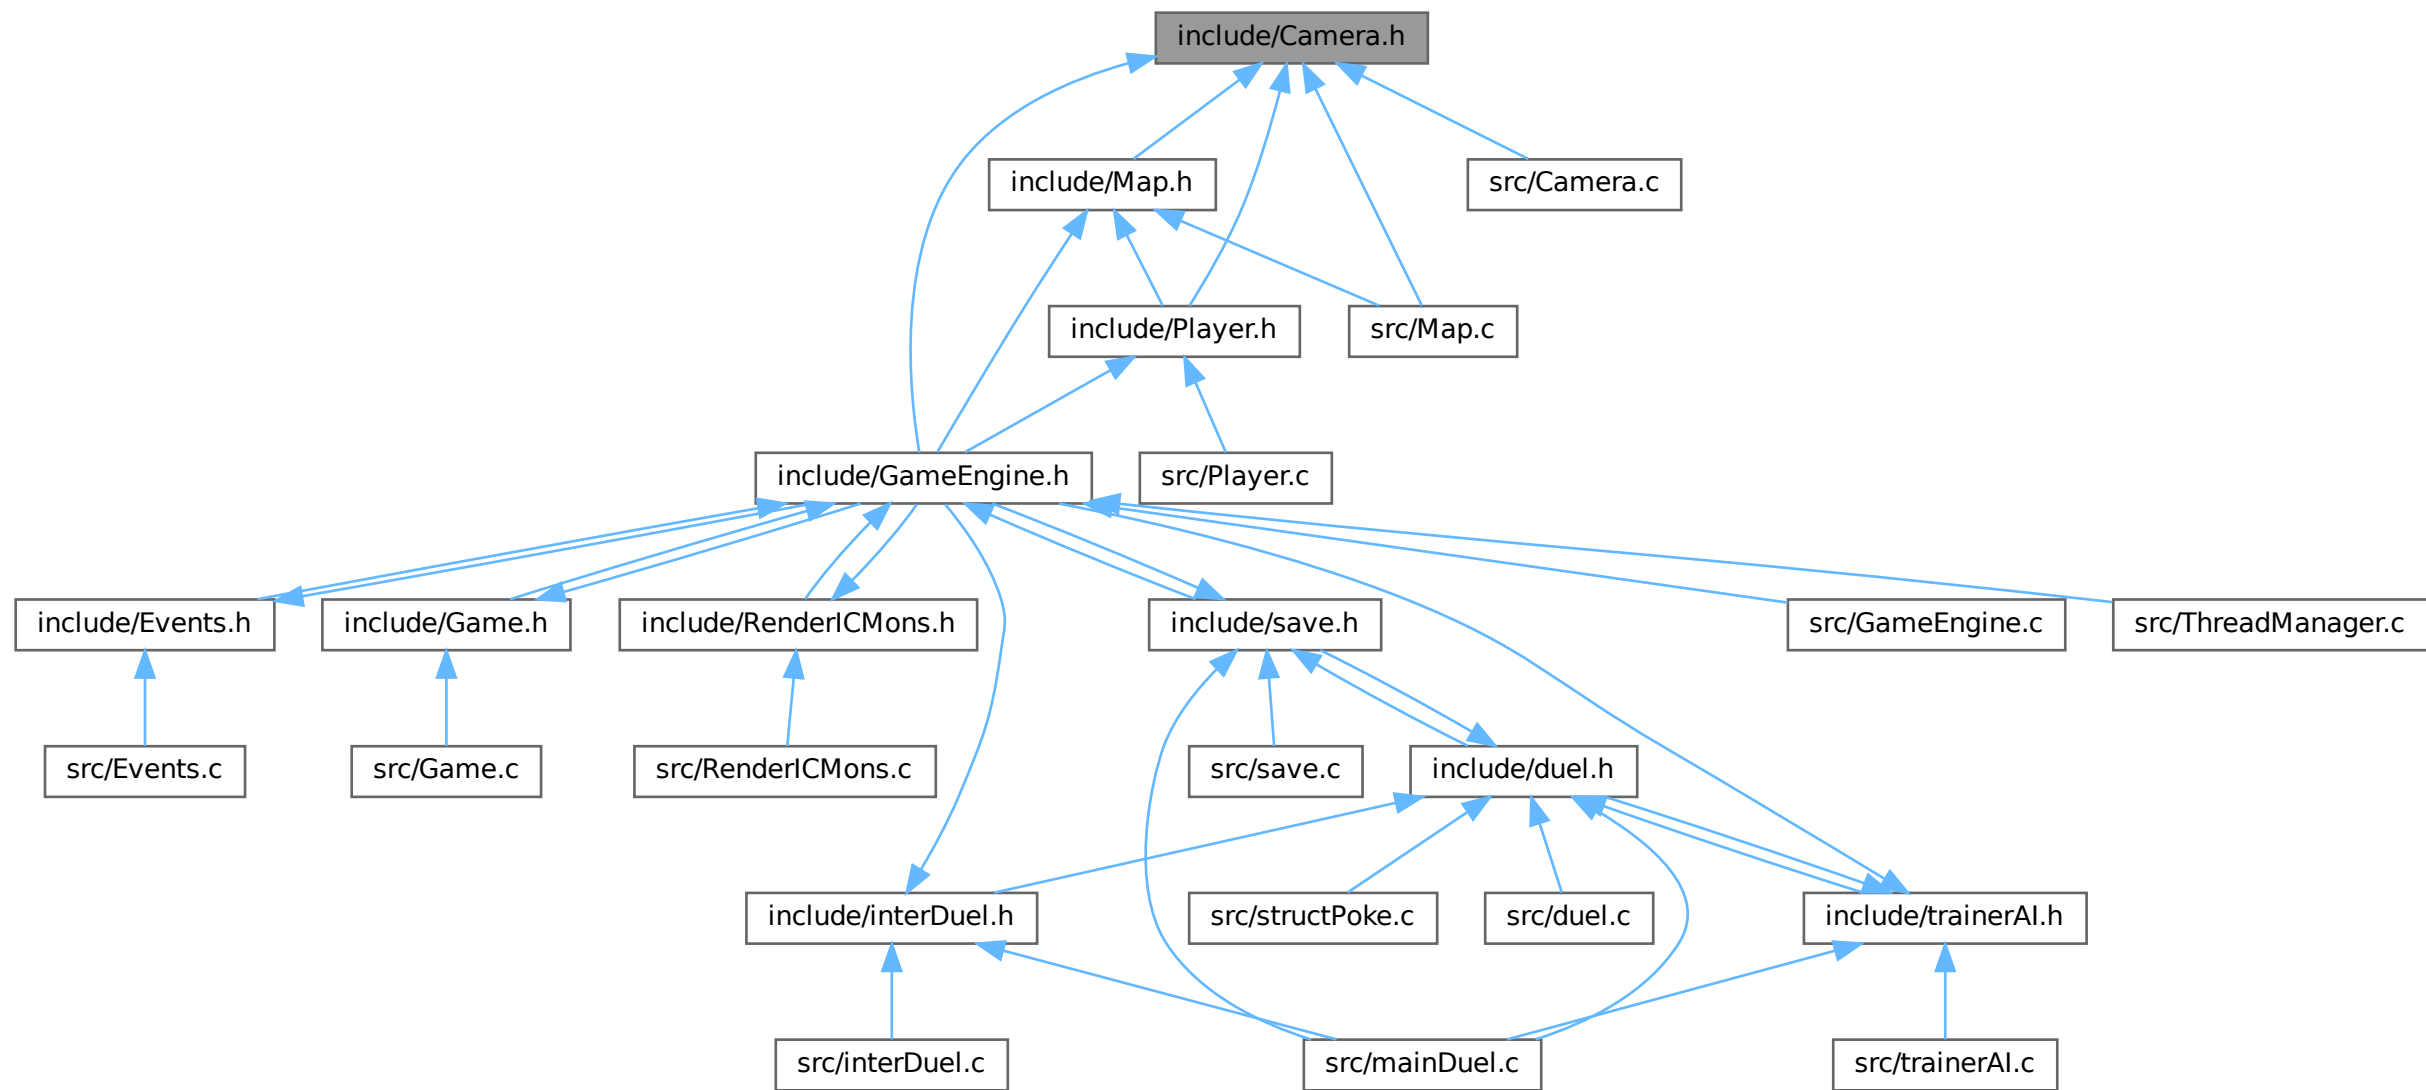 include/Camera.h
include/Map.h
src/Camera.c
include/Player.h
src/Map.c
include/GameEngine.h
src/Player.c
include/Events.h
include/Game.h
include/RenderICMons.h
include/save.h
src/GameEngine.c
src/ThreadManager.c
src/Events.c
src/Game.c
src/RenderICMons.c
src/save.c
include/duel.h
include/interDuel.h
src/structPoke.c
src/duel.c
include/trainerAI.h
src/interDuel.c
src/mainDuel.c
src/trainerAI.c